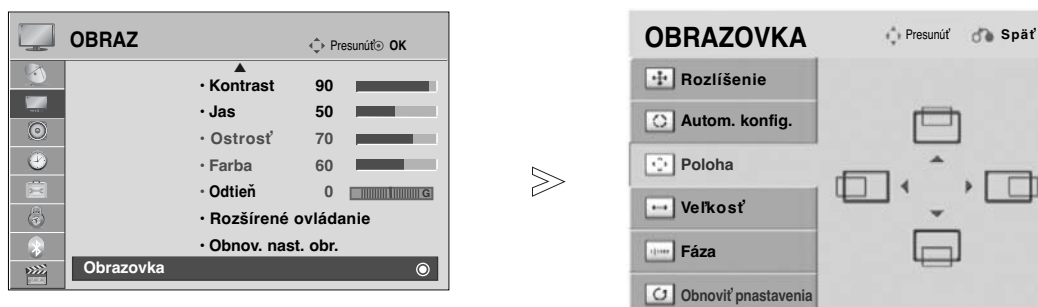 OBRAZ
Presunúť OK
• Kontrast 90
• Jas 50
• Ostrosť 70
• Farba 60
• Odtieň 0 G
• Rozšírené ovládanie
• Obnov. nast. obr.
Obrazovka
OBRAZOVKA
Presunúť Späť
Rozlíšenie
Autom. konfig.
Poloha
Veľkosť
Fáza
Obnoviť pnastavenia